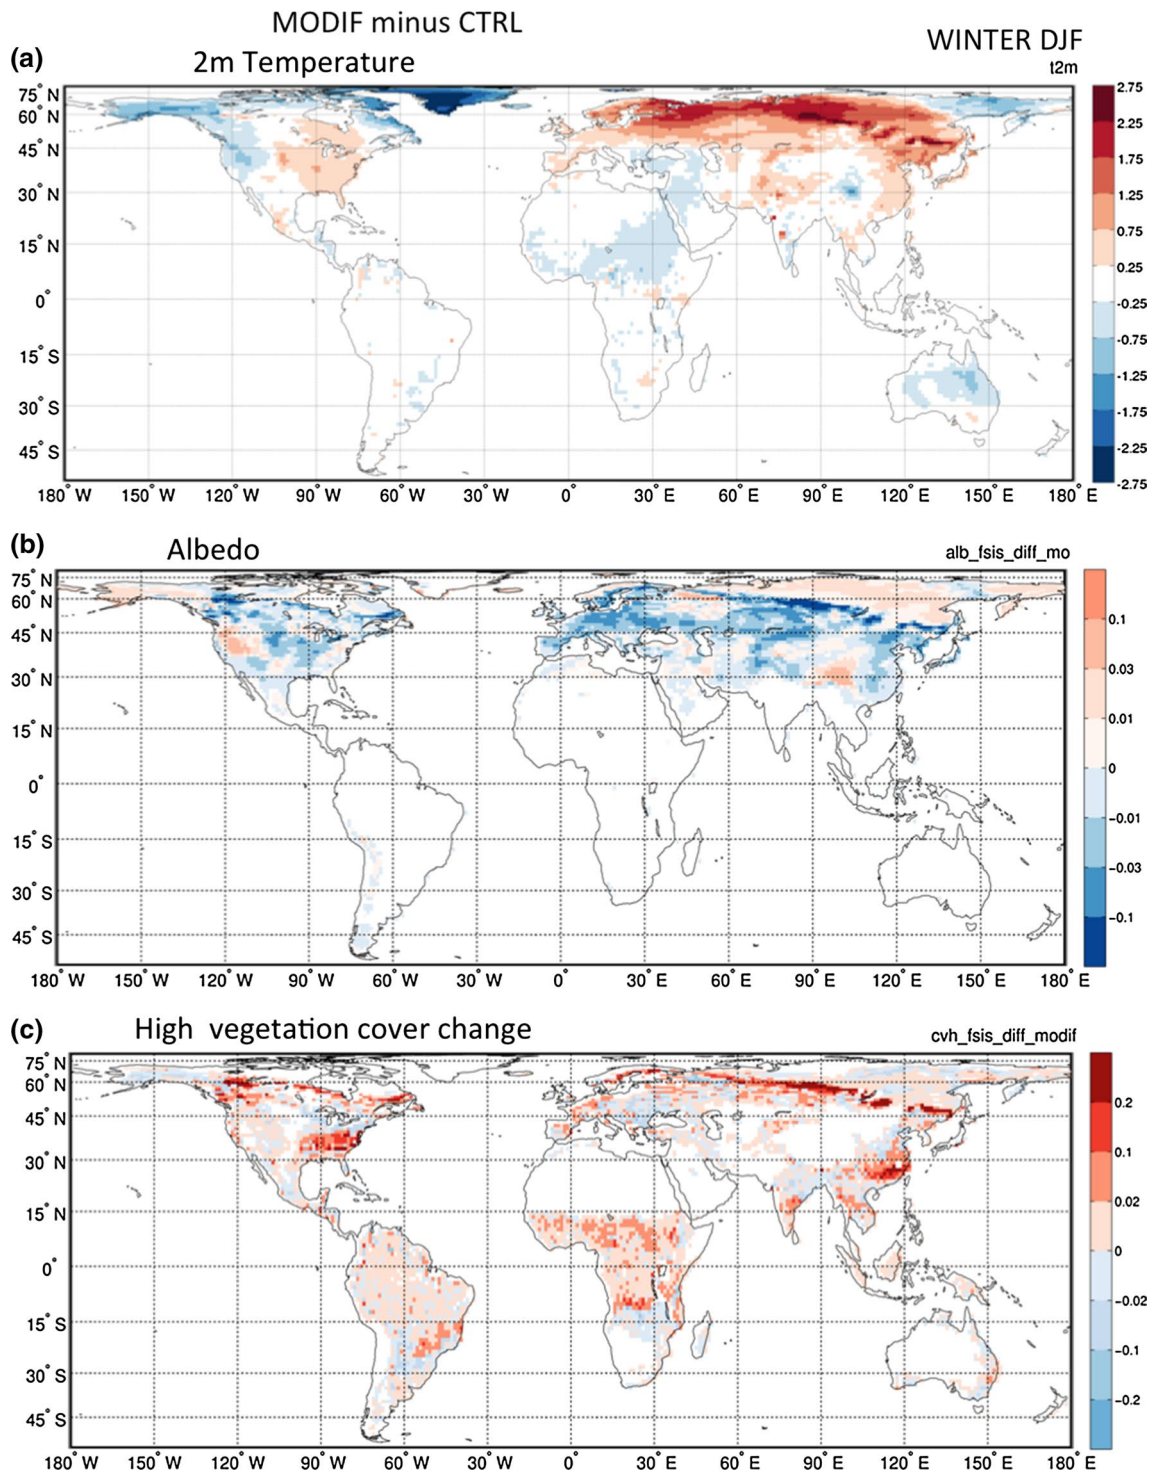 MODIF minus CTRL
WINTER DJF
(a)
2m Temperature
t2m
75° N
60° N
45° N
30° N
15° N
0°
15° S
30° S
45° S
180° W 150° W 120° W 90° W 60° W 30° W 0° 30° E 60° E 90° E 120° E 150° E 180° E
2.75
2.25
1.75
1.25
0.75
0.25
-0.25
-0.75
-1.25
-1.75
-2.25
-2.75
(b)
Albedo
alb_fsis_diff_mo
75° N
60° N
45° N
30° N
15° N
0°
15° S
30° S
45° S
180° W 150° W 120° W 90° W 60° W 30° W 0° 30° E 60° E 90° E 120° E 150° E 180° E
0.1
0.03
0.01
0
−0.01
−0.03
−0.1
(c)
High vegetation cover change
cvh_fsis_diff_modif
75° N
60° N
45° N
30° N
15° N
0°
15° S
30° S
45° S
180° W 150° W 120° W 90° W 60° W 30° W 0° 30° E 60° E 90° E 120° E 150° E 180° E
0.2
0.1
0.02
0
−0.02
−0.1
−0.2